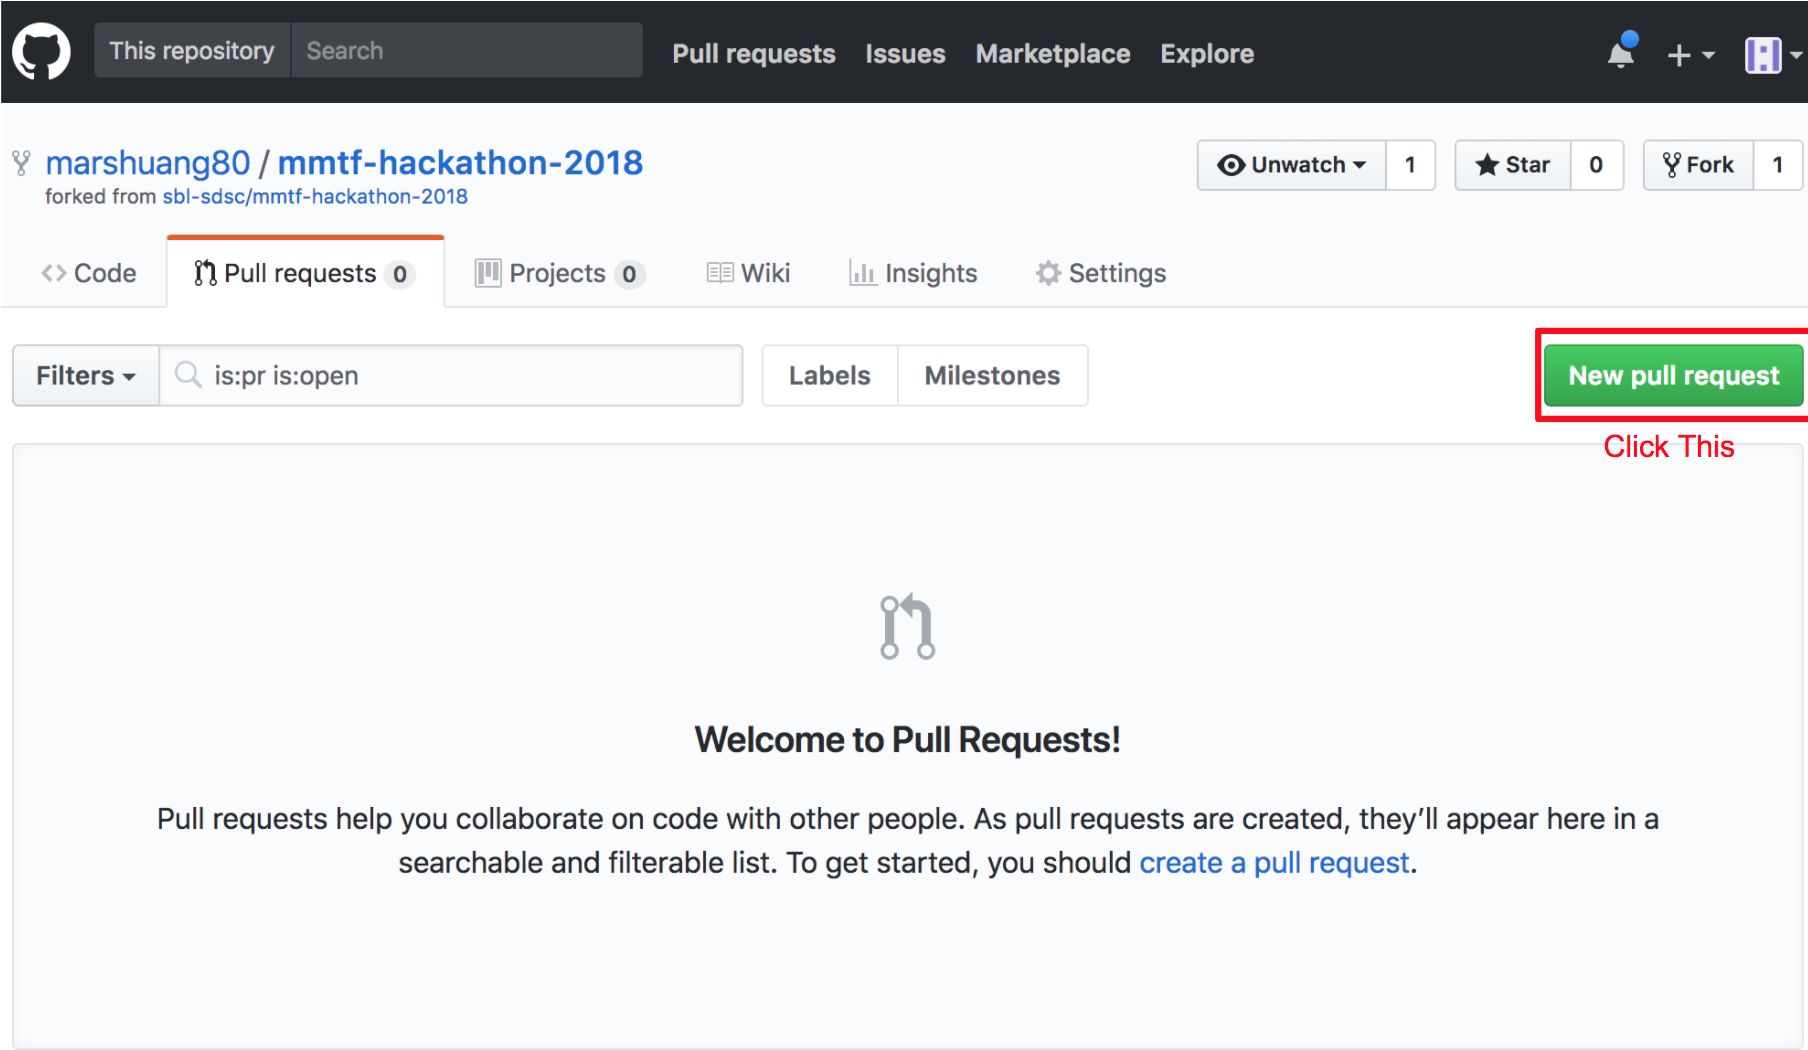 This repository Search Pull requests Issues Marketplace Explore
marshuang80 / mmtf-hackathon-2018 Unwatch 1 Star 0 Fork 1
forked from sbl-sdsc/mmtf-hackathon-2018
Code Pull requests 0 Projects 0 Wiki Insights Settings
Filters is:pr is:open Labels Milestones New pull request
Click This
Welcome to Pull Requests!
Pull requests help you collaborate on code with other people. As pull requests are created, they’ll appear here in a
searchable and filterable list. To get started, you should create a pull request.